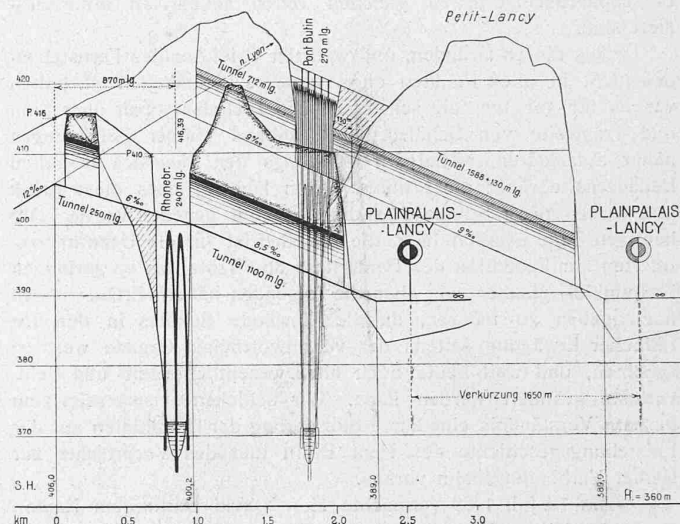 Petit-Lancy
n. Lyon
Pont Butin
270 m lg.
420
870 m lg.
Tunnel 712 m lg.
P 416
416,39
9‰
130m
410
P 410
Rhonebr.
240 m lg.
Tunnel 1588+130 m lg.
12‰
6‰
9‰
Tunnel 250 m lg.
400
8,5‰
Tunnel 1100 m lg.
PLAINPALAIS-
LANCY
PLAINPALAIS-
LANCY
390
380
Verkürzung 1650 m
370
S.H.
406,0
409,2
389,0
389,0
Pl. = 360 m
km
0
0.5
1.0
1.5
2.0
2.5
3.0